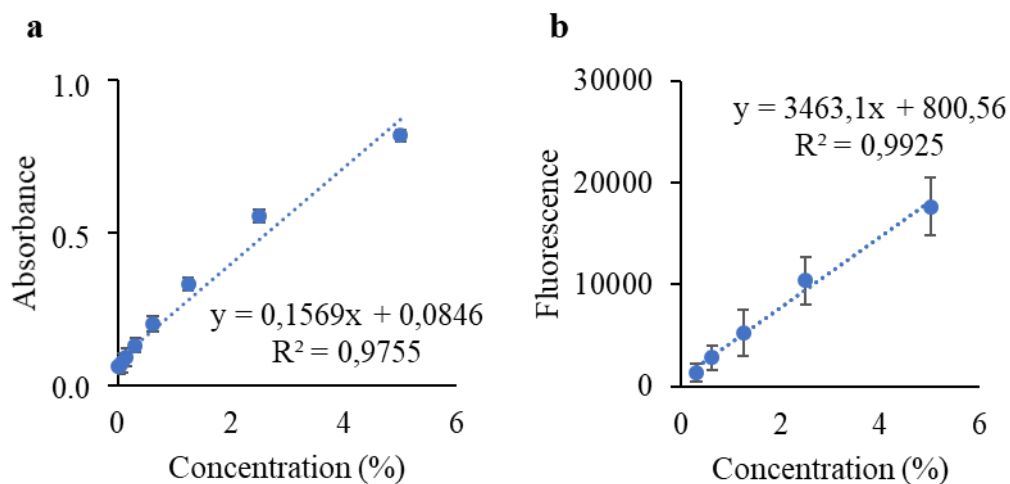 a
1.0
0.5
0.0
Absorbance
y = 0,1569x + 0,0846
R² = 0,9755
0 2 4 6
Concentration (%)
b
30000
20000
10000
0
Fluorescence
y = 3463,1x + 800,56
R² = 0,9925
0 2 4 6
Concentration (%)